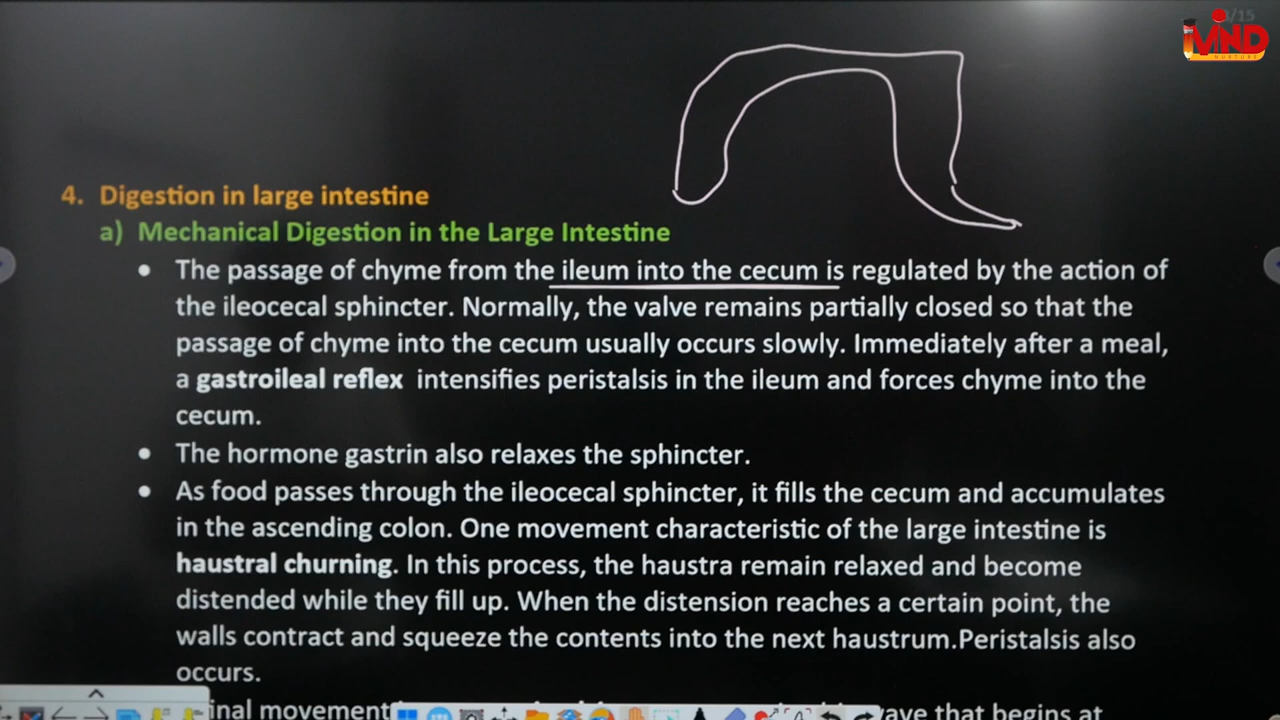 /15
MND
NURTURE
4. Digestion in large intestine
a) Mechanical Digestion in the Large Intestine
• The passage of chyme from the ileum into the cecum is regulated by the action of
the ileocecal sphincter. Normally, the valve remains partially closed so that the
passage of chyme into the cecum usually occurs slowly. Immediately after a meal,
a gastroileal reflex intensifies peristalsis in the ileum and forces chyme into the
cecum.
• The hormone gastrin also relaxes the sphincter.
• As food passes through the ileocecal sphincter, it fills the cecum and accumulates
in the ascending colon. One movement characteristic of the large intestine is
haustral churning. In this process, the haustra remain relaxed and become
distended while they fill up. When the distension reaches a certain point, the
walls contract and squeeze the contents into the next haustrum.Peristalsis also
occurs.
inal movement
ave that begins at